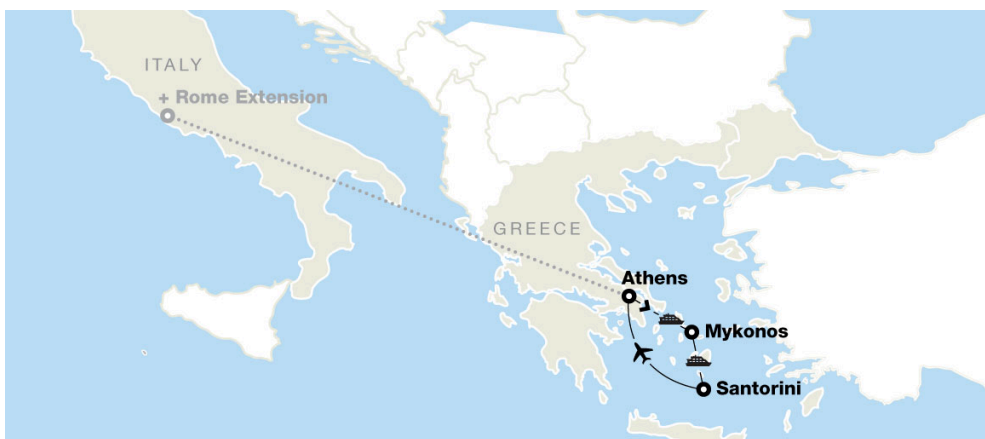 ITALY
+ Rome Extension
GREECE
Athens
Mykonos
Santorini